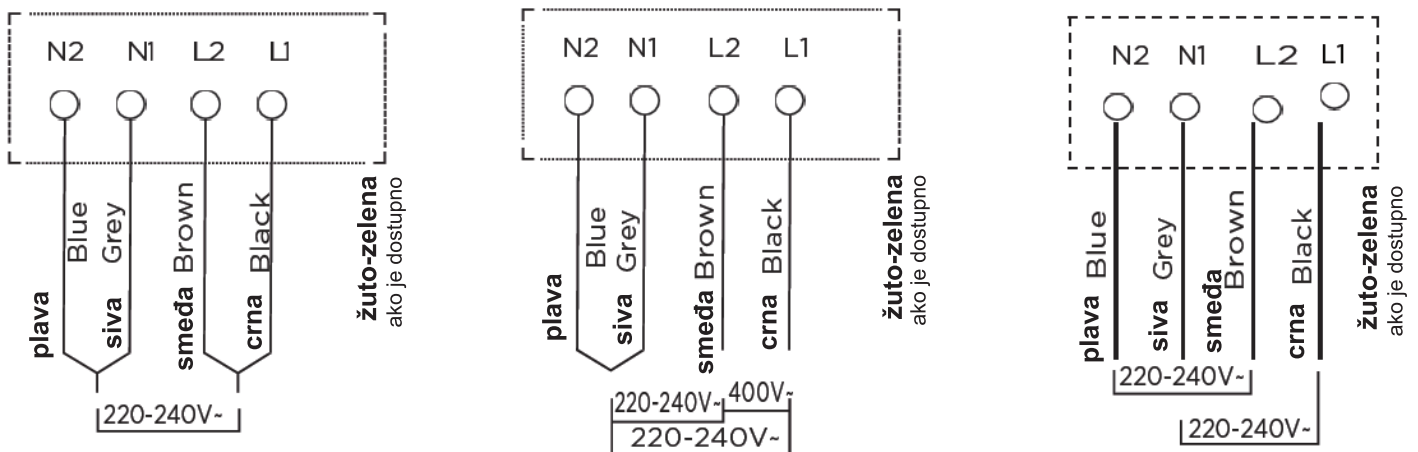 N2 N1 L2 L1
Blue
Grey
Brown
Black
plava
siva
smeđa
crna
žuto-zelena
ako je dostupno
220-240V~
N2 N1 L2 L1
Blue
Grey
Brown
Black
plava
siva
smeđa
crna
žuto-zelena
ako je dostupno
220-240V~ 400V~
220-240V~
N2 N1 L2 L1
Blue
Grey
Brown
Black
plava
siva
smeđa
crna
žuto-zelena
ako je dostupno
220-240V~
220-240V~